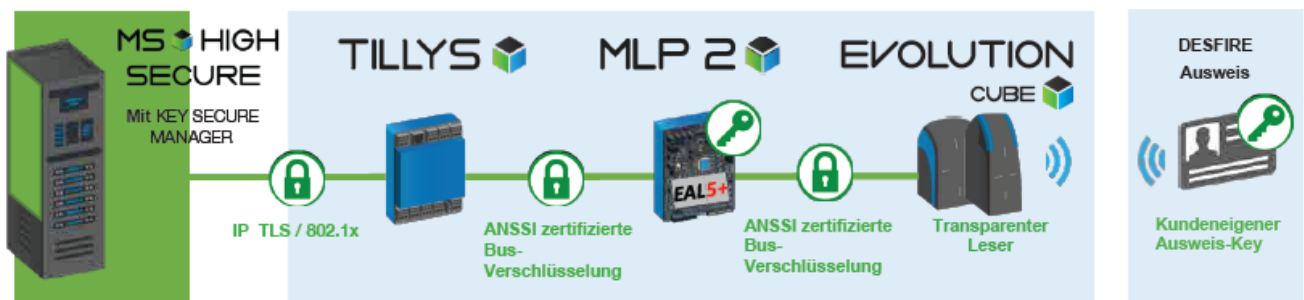 MS HIGH
SECURE
Mit KEY SECURE
MANAGER
TILLYS
MLP 2
EVOLUTION
CUBE
DESFIRE
Ausweis
EAL5+
IP TLS / 802.1x
ANSSI zertifizierte
Bus-
Verschlüsselung
ANSSI zertifizierte
Bus-
Verschlüsselung
Transparenter
Leser
Kundeneigener
Ausweis-Key